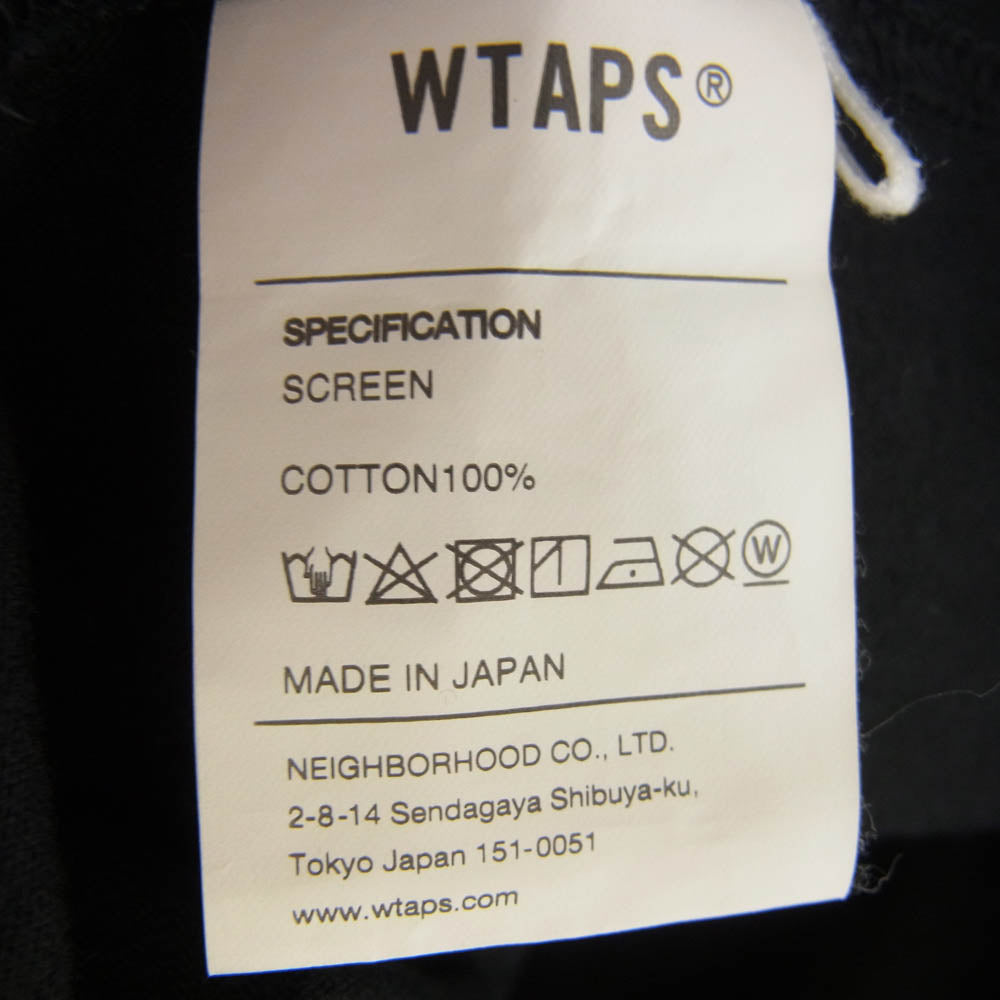 WTAPS®
SPECIFICATION
SCREEN
COTTON100%
W
MADE IN JAPAN
NEIGHBORHOOD CO., LTD.
2-8-14 Sendagaya Shibuya-ku,
Tokyo Japan 151-0051
www.wtaps.com